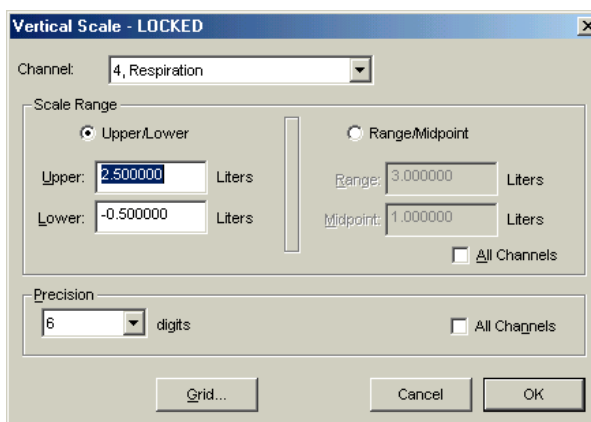 Vertical Scale - LOCKED
Channel: 4, Respiration
Scale Range
Upper/Lower Range/Midpoint
Upper: 2.500000 Liters Range: 3.000000 Liters
Lower: -0.500000 Liters Midpoint: 1.000000 Liters
All Channels
Precision
6 digits All Channels
Grid... Cancel OK